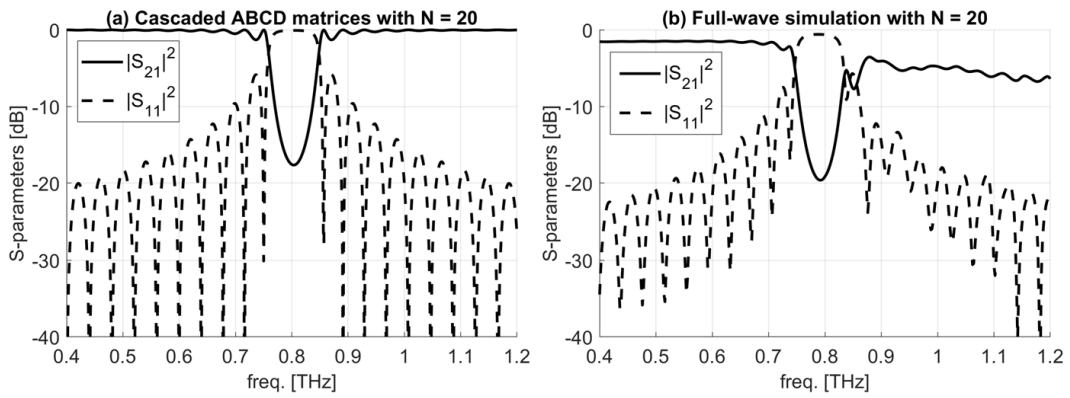 (a) Cascaded ABCD matrices with N = 20
|S21|^2
|S11|^2
S-parameters [dB]
0
-10
-20
-30
-40
0.4 0.5 0.6 0.7 0.8 0.9 1 1.1 1.2
freq. [THz]
(b) Full-wave simulation with N = 20
|S21|^2
|S11|^2
S-parameters [dB]
0
-10
-20
-30
-40
0.4 0.5 0.6 0.7 0.8 0.9 1 1.1 1.2
freq. [THz]